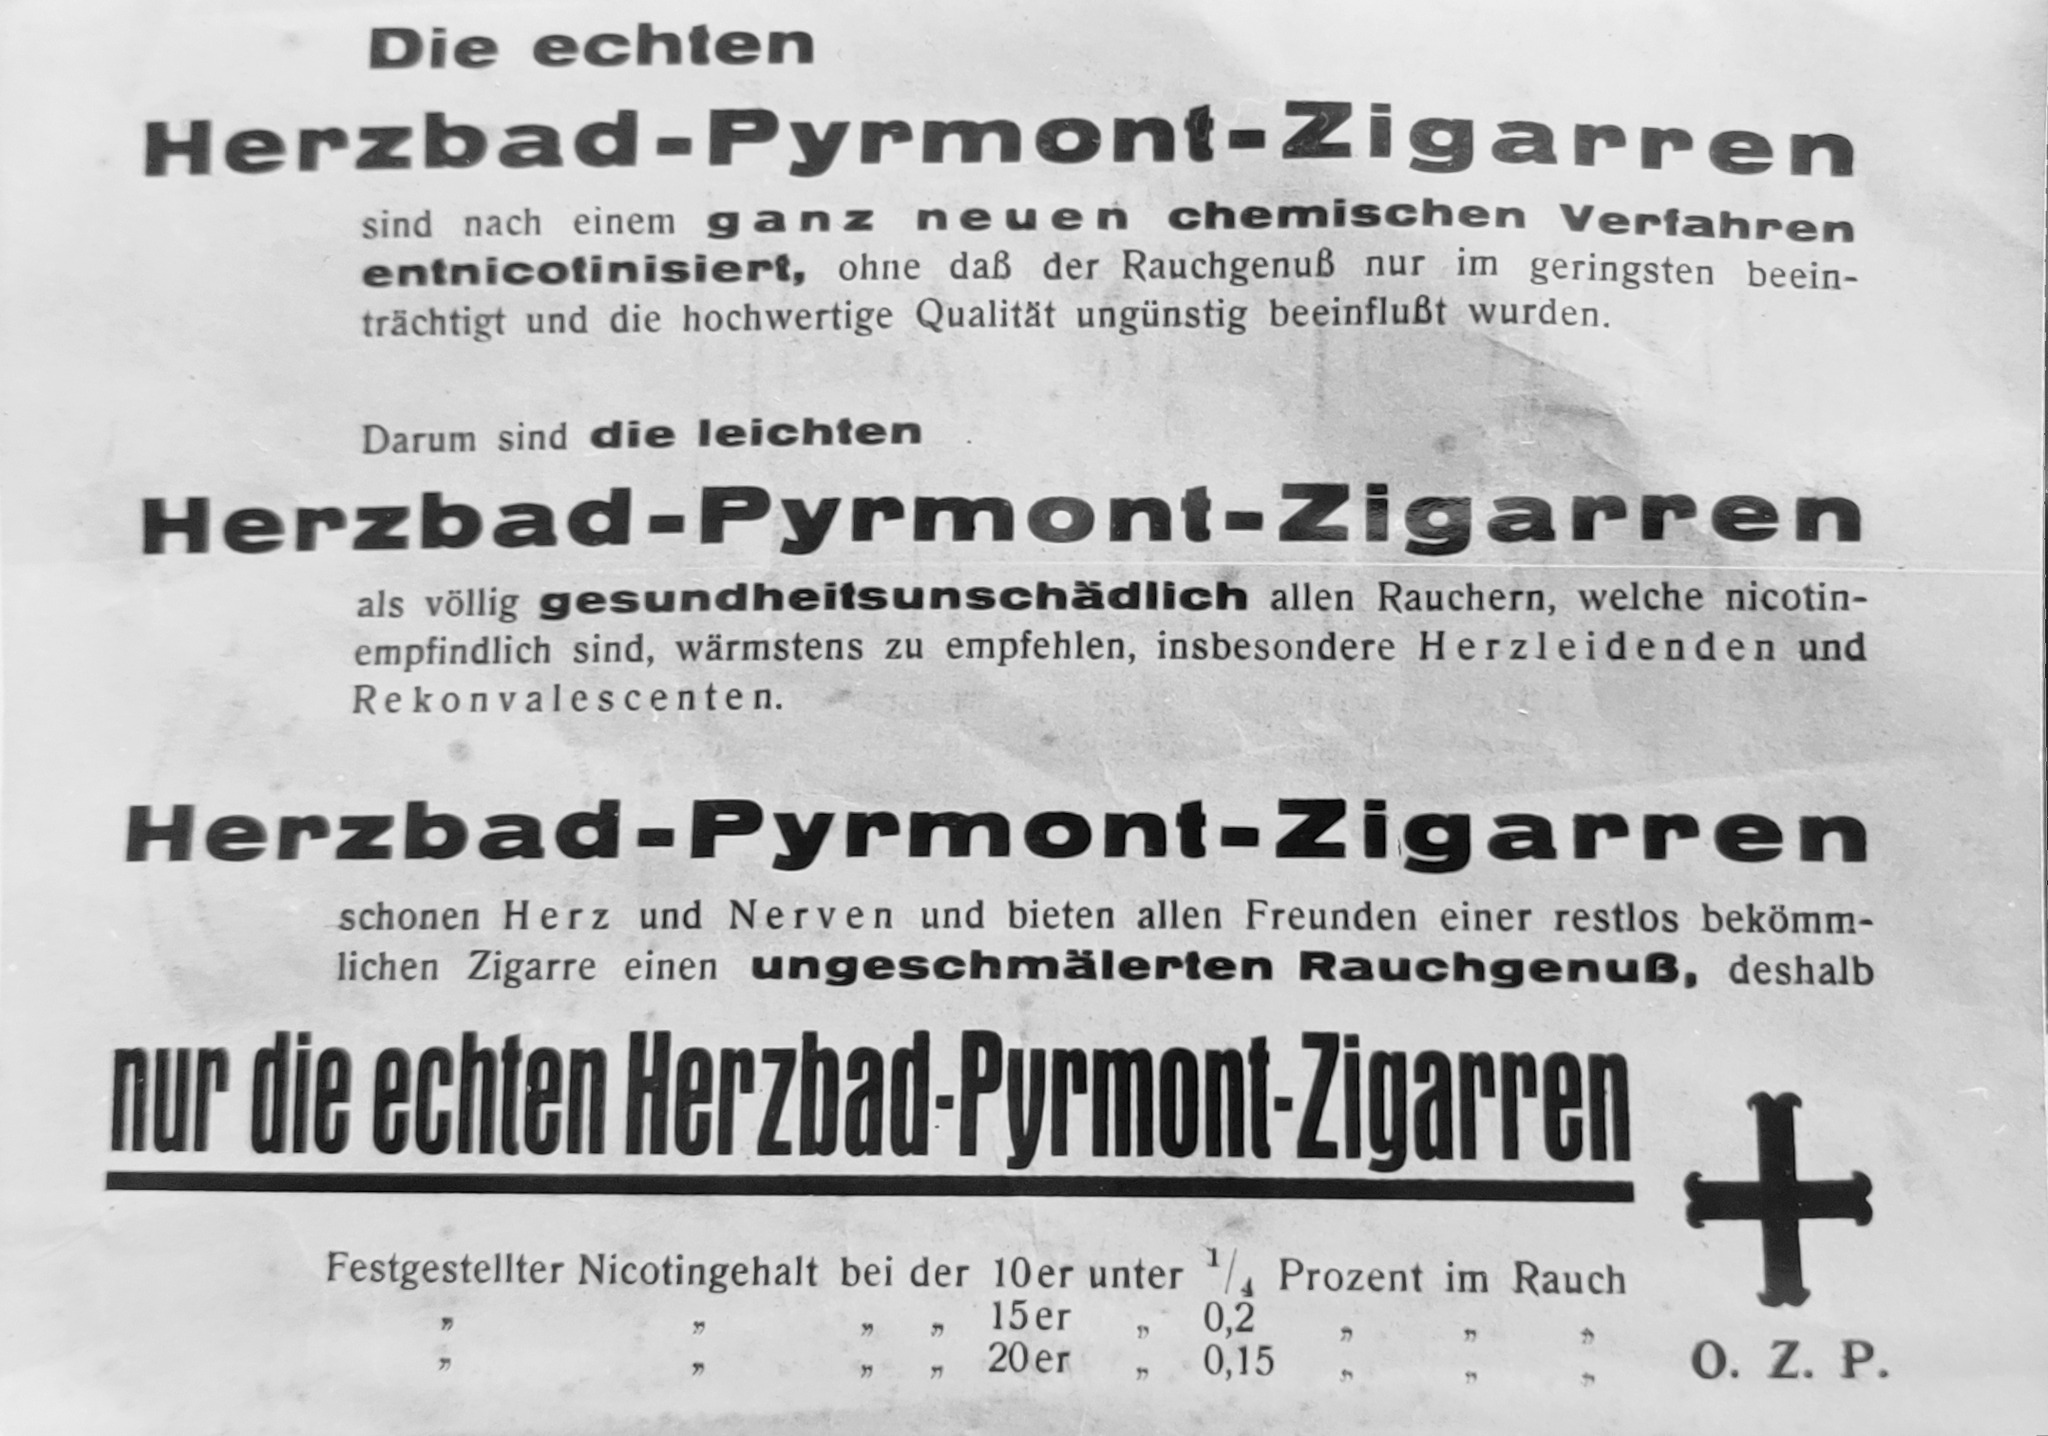 Die echten
Herzbad-Pyrmont-Zigarren
sind nach einem ganz neuen chemischen Verfahren
entnicotinisiert, ohne daß der Rauchgenuß nur im geringsten beein-
trächtigt und die hochwertige Qualität ungünstig beeinflußt wurden.
Darum sind die leichten
Herzbad-Pyrmont-Zigarren
als völlig gesundheitsunschädlich allen Rauchern, welche nicotin-
empfindlich sind, wärmstens zu empfehlen, insbesondere Herzleidenden und
Rekonvalescenten.
Herzbad-Pyrmont-Zigarren
schonen Herz und Nerven und bieten allen Freunden einer restlos bekömm-
lichen Zigarre einen ungeschmälerten Rauchgenuß, deshalb
nur die echten Herzbad-Pyrmont-Zigarren
Festgestellter Nicotingehalt bei der 10er unter 1/4 Prozent im Rauch
„ „ „ „ 15er „ 0,2 „ „ „
„ „ „ „ 20er „ 0,15 „ „ „
O. Z. P.